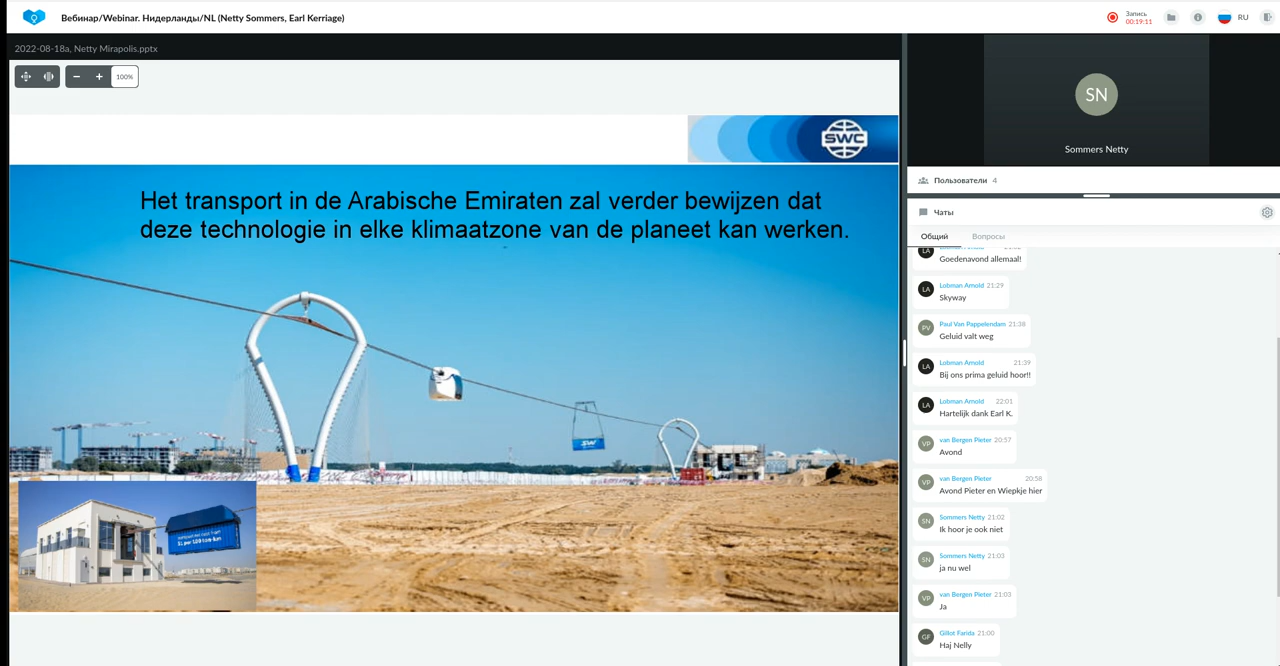 Вебинар/Webinar. Нидерланды/NL (Netty Sommers, Earl Kerriage)
Запись
00:19:11
RU
2022-08-18a, Netty Mirapolis.pptx
100%
SWC
Het transport in de Arabische Emiraten zal verder bewijzen dat
deze technologie in elke klimaatzone van de planeet kan werken.
SW
SN
Sommers Netty
Пользователи 4
Чаты
Общий Вопросы
LA
Goedenavond allemaal!
LA Lobman Arnold 21:29
Skyway
PV Paul Van Pappelendam 21:38
Geluid valt weg
LA Lobman Arnold 21:39
Bij ons prima geluid hoor!!
LA Lobman Arnold 22:01
Hartelijk dank Earl K.
VP van Bergen Pieter 20:57
Avond
VP van Bergen Pieter 20:58
Avond Pieter en Wiepkje hier
SN Sommers Netty 21:02
Ik hoor je ook niet
SN Sommers Netty 21:03
ja nu wel
VP van Bergen Pieter 21:03
Ja
GF Gillot Farida 21:00
Haj Nelly